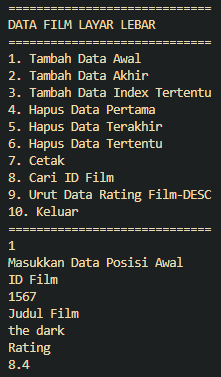 ==============================
DATA FILM LAYAR LEBAR
==============================
1. Tambah Data Awal
2. Tambah Data Akhir
3. Tambah Data Index Tertentu
4. Hapus Data Pertama
5. Hapus Data Terakhir
6. Hapus Data Tertentu
7. Cetak
8. Cari ID Film
9. Urut Data Rating Film-DESC
10. Keluar
==============================
1
Masukkan Data Posisi Awal
ID Film
1567
Judul Film
the dark
Rating
8.4